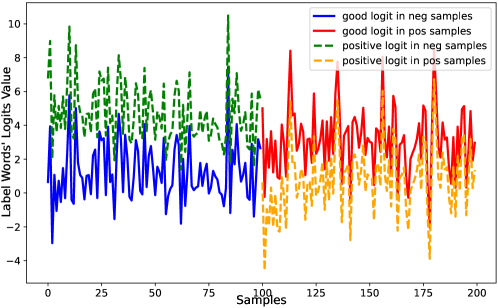 good logit in neg samples
good logit in pos samples
positive logit in neg samples
positive logit in pos samples
Label Words' Logits Value
10
8
6
4
2
0
−2
−4
0 25 50 75 100 125 150 175 200
Samples